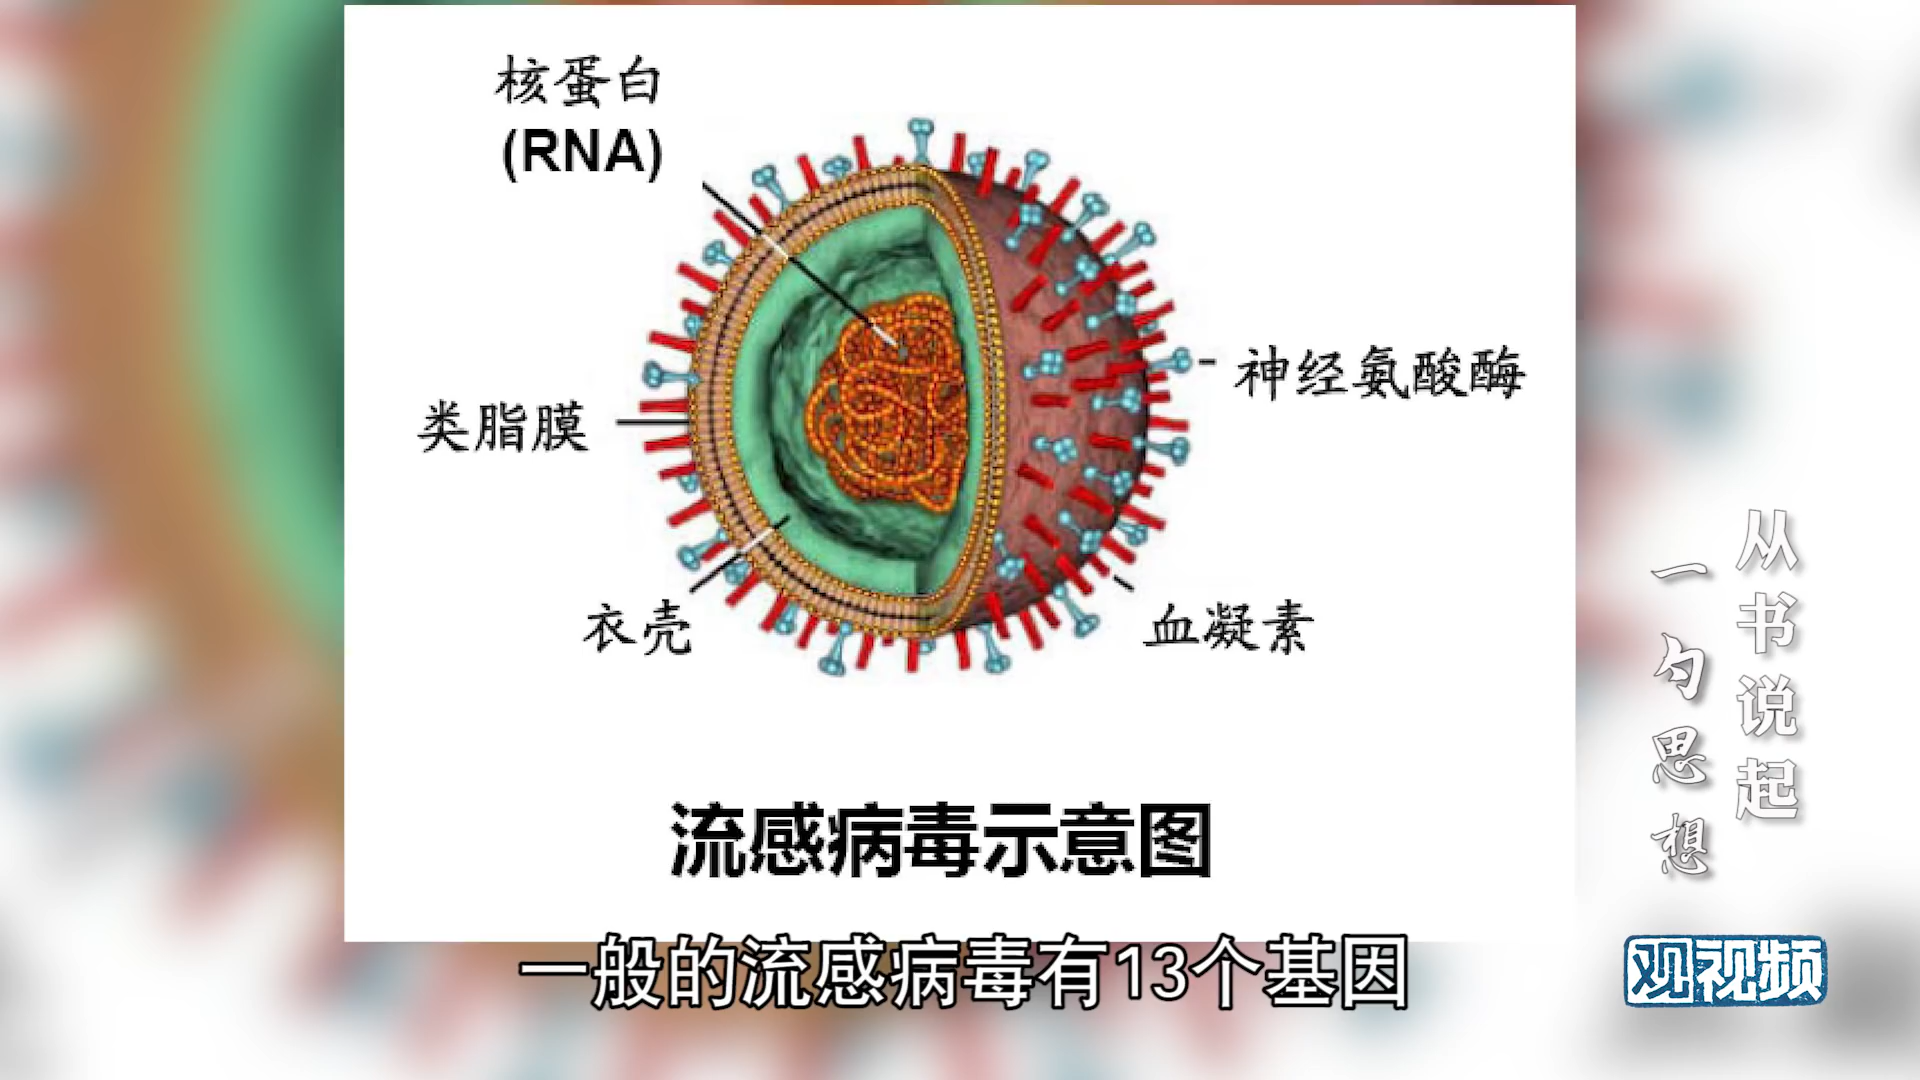 核蛋白
(RNA)
神经氨酸酶
类脂膜
衣壳
血凝素
流感病毒示意图
从书说起
一勺思想
一般的流感病毒有13个基因
观视频